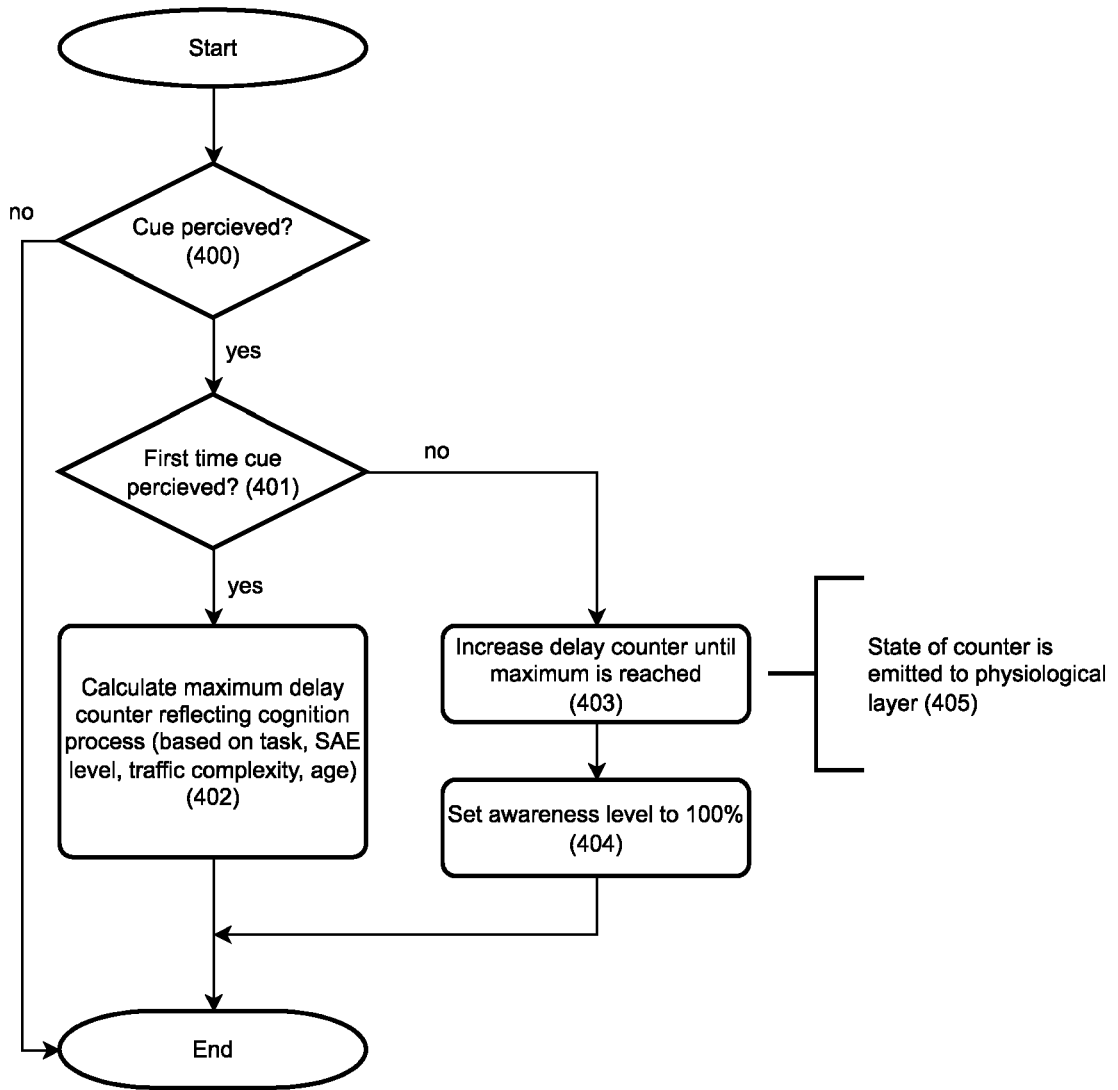 Start
no
Cue percieved?
(400)
yes
First time cue
percieved? (401)
no
yes
Calculate maximum delay
counter reflecting cognition
process (based on task, SAE
level, traffic complexity, age)
(402)
Increase delay counter until
maximum is reached
(403)
State of counter is
emitted to physiological
layer (405)
Set awareness level to 100%
(404)
End